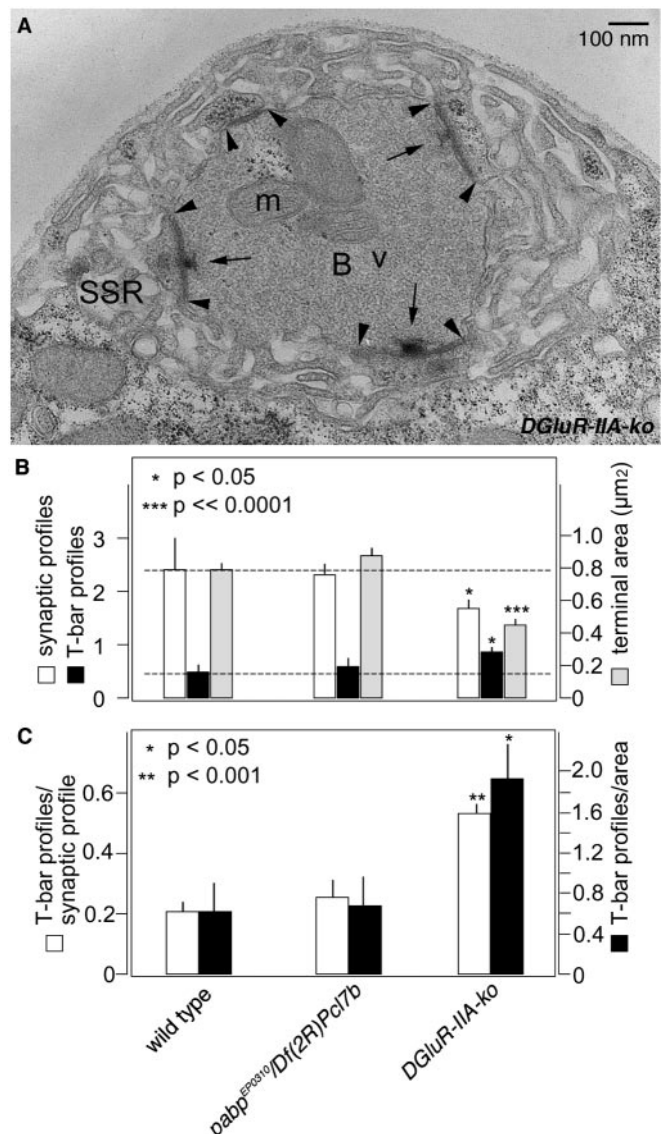 A
100 nm
m
B v
SSR
DGluR-IIA-ko
B
* p < 0.05
*** p << 0.0001
synaptic profiles
T-bar profiles
3
2
1
0
1.0
0.8
0.6
0.4
0.2
0
terminal area (µm2)
*
*
***
C
* p < 0.05
** p < 0.001
T-bar profiles/
synaptic profile
0.6
0.4
0.2
0
2.0
1.6
1.2
0.8
0.4
0
T-bar profiles/area
**
*
wild type
pabpEP0310/Df(2R)Pcl7b
DGluR-IIA-ko